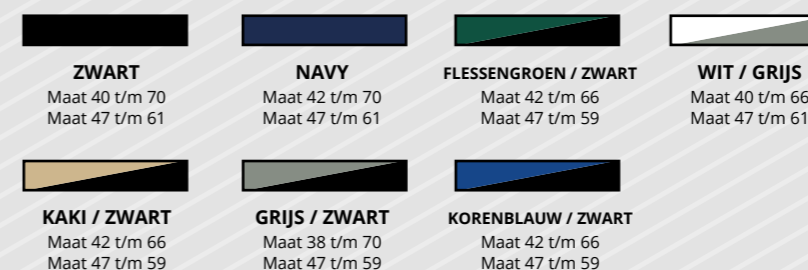 ZWART
Maat 40 t/m 70
Maat 47 t/m 61
NAVY
Maat 42 t/m 70
Maat 47 t/m 61
FLESSENGROEN / ZWART
Maat 42 t/m 66
Maat 47 t/m 59
WIT / GRIJS
Maat 40 t/m 66
Maat 47 t/m 61
KAKI / ZWART
Maat 42 t/m 66
Maat 47 t/m 59
GRIJS / ZWART
Maat 38 t/m 70
Maat 47 t/m 59
KORENBLAUW / ZWART
Maat 42 t/m 66
Maat 47 t/m 59